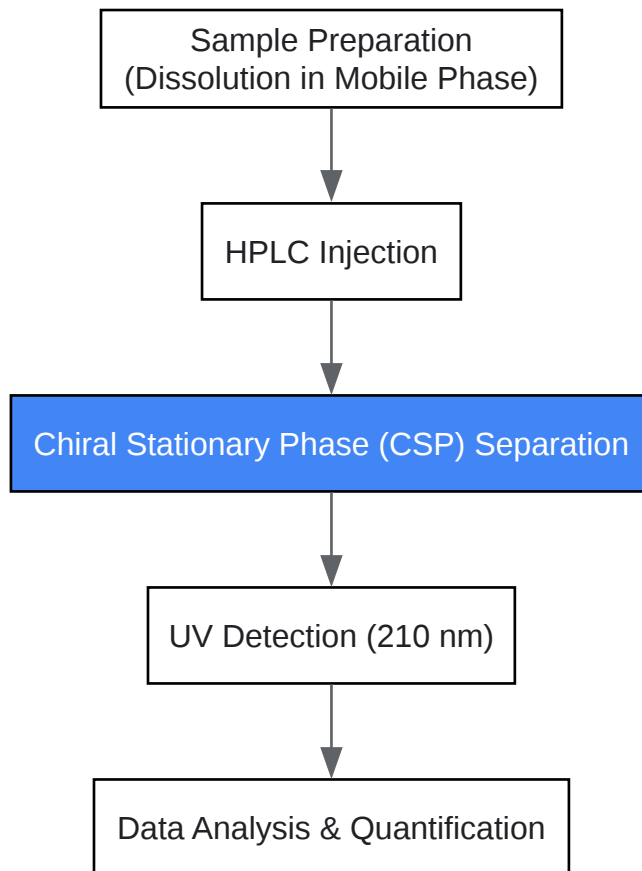 Sample Preparation
(Dissolution in Mobile Phase)
HPLC Injection
Chiral Stationary Phase (CSP) Separation
UV Detection (210 nm)
Data Analysis & Quantification